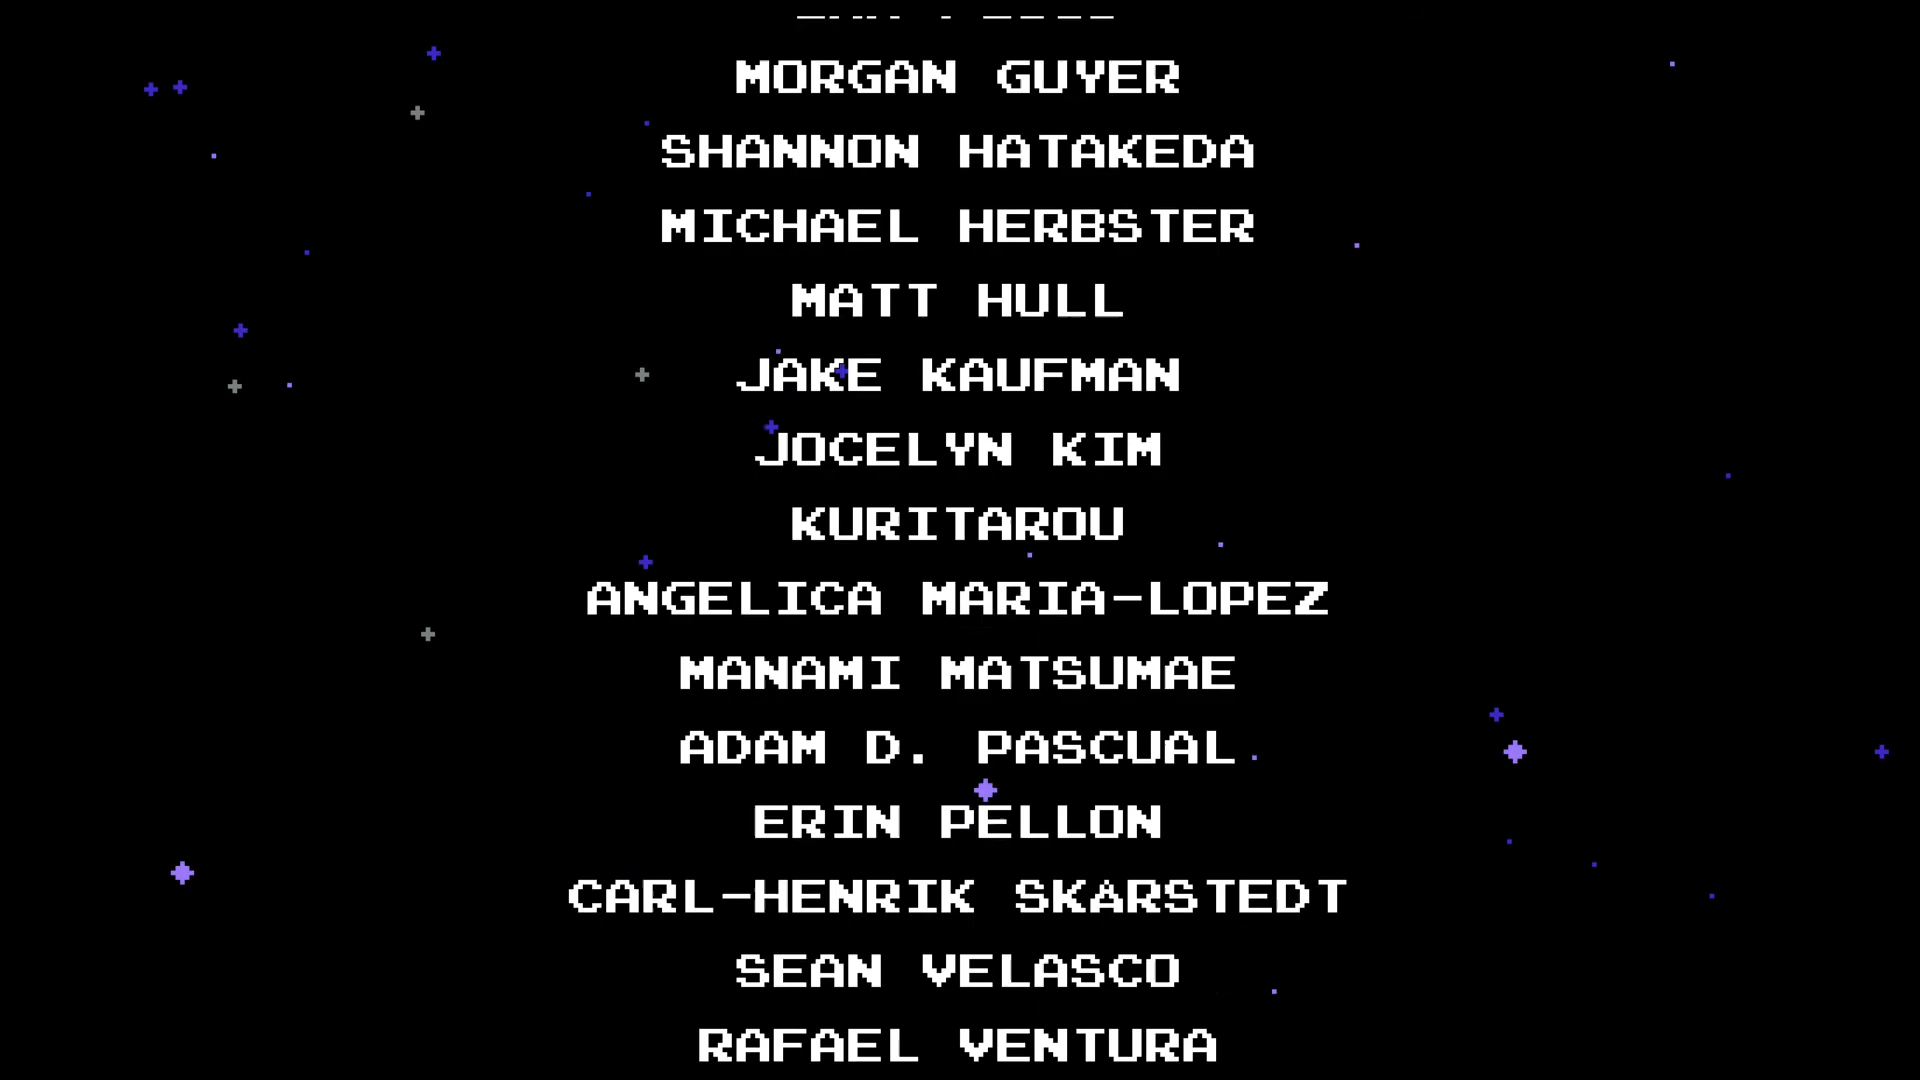 MORGAN GUYER
SHANNON HATAKEDA
MICHAEL HERBSTER
MATT HULL
JAKE KAUFMAN
JOCELYN KIM
KURITAROU
ANGELICA MARIA-LOPEZ
MANAMI MATSUMAE
ADAM D. PASCUAL
ERIN PELLON
CARL-HENRIK SKARSTEDT
SEAN VELASCO
RAFAEL VENTURA